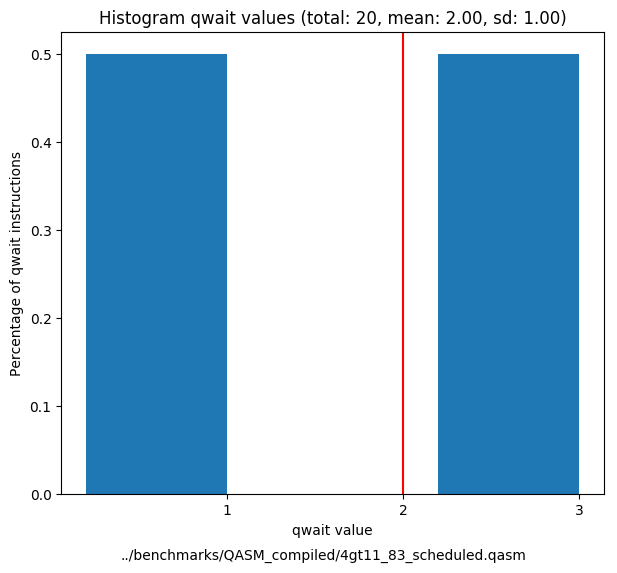 Histogram qwait values (total: 20, mean: 2.00, sd: 1.00)
Percentage of qwait instructions
0.5
0.4
0.3
0.2
0.1
0.0
1 2 3
qwait value
../benchmarks/QASM_compiled/4gt11_83_scheduled.qasm